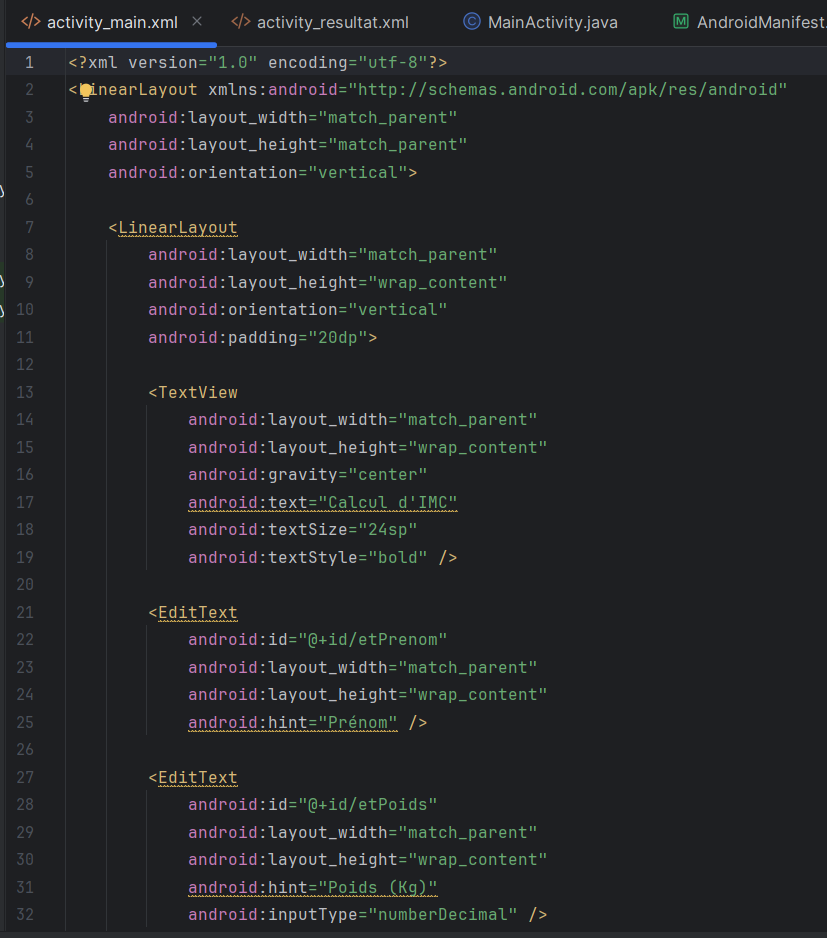 activity_main.xml activity_resultat.xml MainActivity.java AndroidManifest.
1 <?xml version="1.0" encoding="utf-8"?>
2 <LinearLayout xmlns:android="http://schemas.android.com/apk/res/android"
3 android:layout_width="match_parent"
4 android:layout_height="match_parent"
5 android:orientation="vertical">
6
7 <LinearLayout
8 android:layout_width="match_parent"
9 android:layout_height="wrap_content"
10 android:orientation="vertical"
11 android:padding="20dp">
12
13 <TextView
14 android:layout_width="match_parent"
15 android:layout_height="wrap_content"
16 android:gravity="center"
17 android:text="Calcul d'IMC"
18 android:textSize="24sp"
19 android:textStyle="bold" />
20
21 <EditText
22 android:id="@+id/etPrenom"
23 android:layout_width="match_parent"
24 android:layout_height="wrap_content"
25 android:hint="Prénom" />
26
27 <EditText
28 android:id="@+id/etPoids"
29 android:layout_width="match_parent"
30 android:layout_height="wrap_content"
31 android:hint="Poids (Kg)"
32 android:inputType="numberDecimal" />